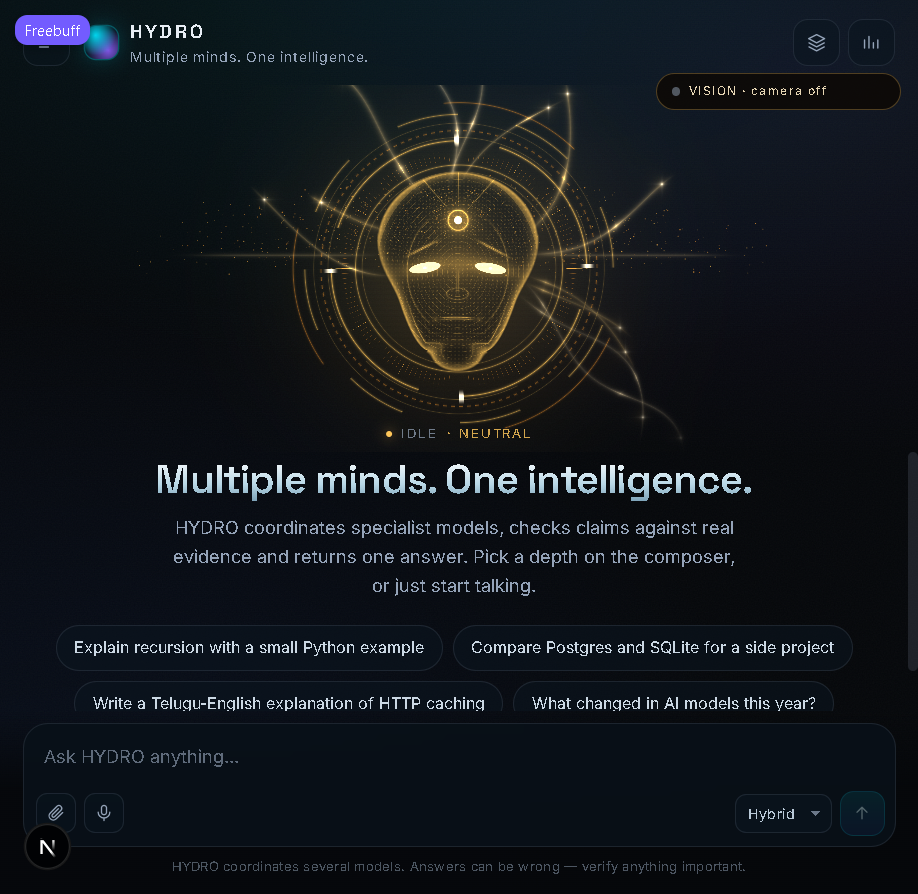 Freebuff
HYDRO
Multiple minds. One intelligence.
VISION · camera off
IDLE · NEUTRAL
Multiple minds. One intelligence.
HYDRO coordinates specialist models, checks claims against real
evidence and returns one answer. Pick a depth on the composer,
or just start talking.
Explain recursion with a small Python example
Compare Postgres and SQLite for a side project
Write a Telugu-English explanation of HTTP caching
What changed in AI models this year?
Ask HYDRO anything...
Hybrid
N
HYDRO coordinates several models. Answers can be wrong — verify anything important.